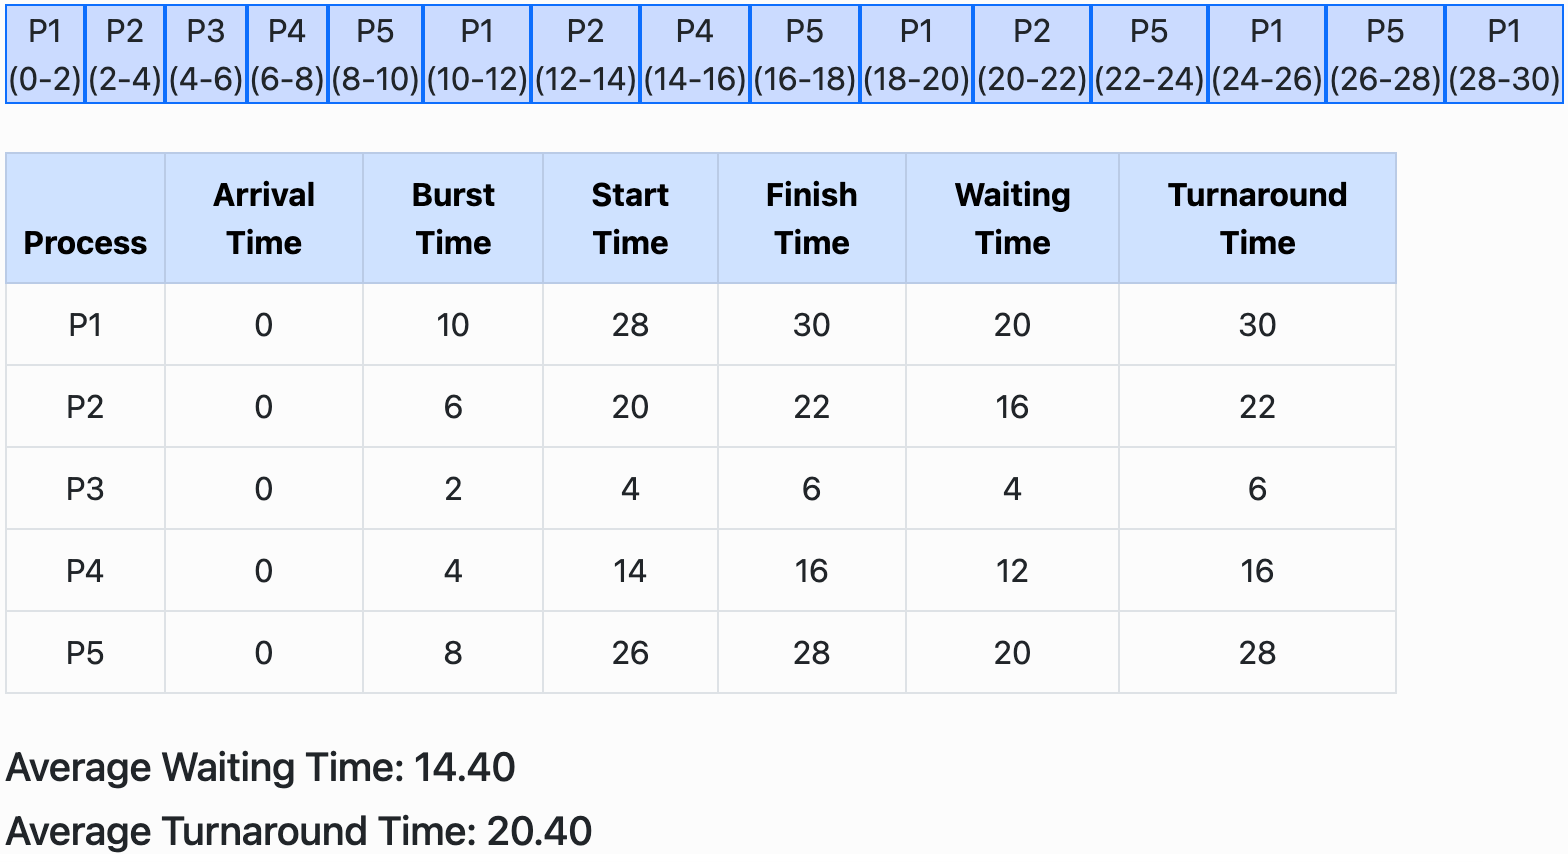 P1 P2 P3 P4 P5 P1 P2 P4 P5 P1 P2 P5 P1 P5 P1
(0-2) (2-4) (4-6) (6-8) (8-10) (10-12) (12-14) (14-16) (16-18) (18-20) (20-22) (22-24) (24-26) (26-28) (28-30)
Arrival Burst Start Finish Waiting Turnaround
Process Time Time Time Time Time Time
P1 0 10 28 30 20 30
P2 0 6 20 22 16 22
P3 0 2 4 6 4 6
P4 0 4 14 16 12 16
P5 0 8 26 28 20 28
Average Waiting Time: 14.40
Average Turnaround Time: 20.40